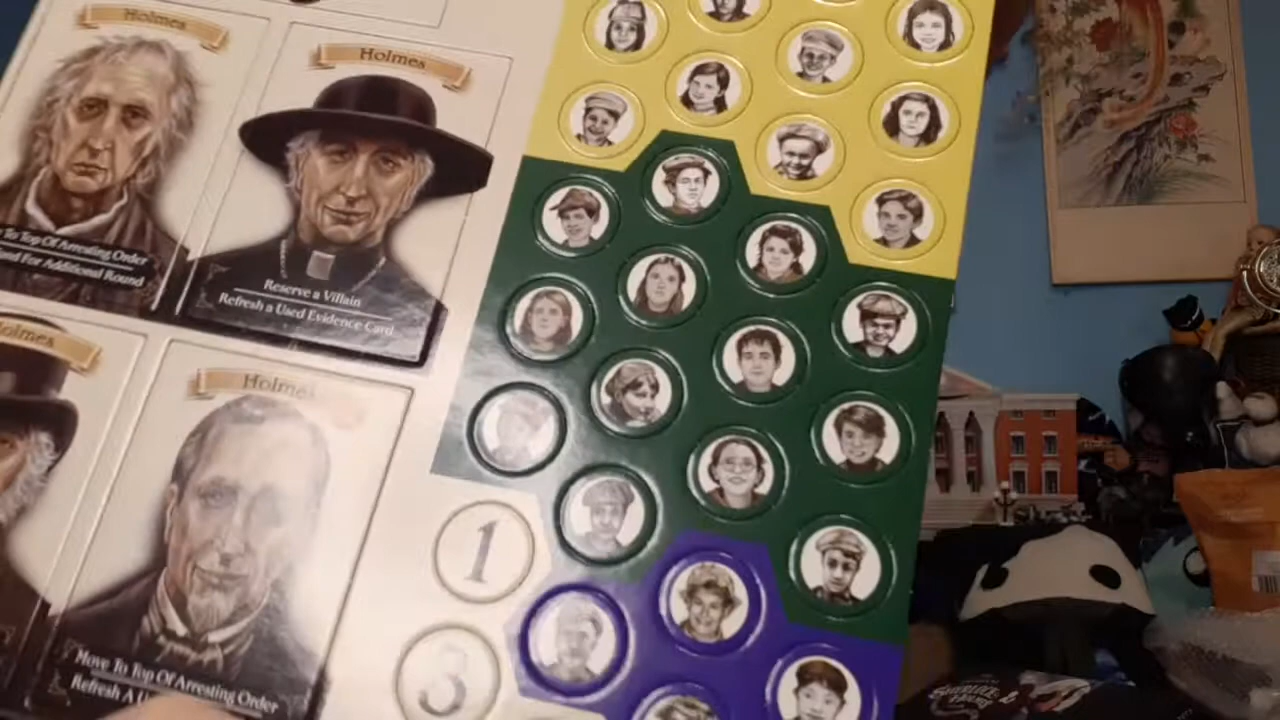 Holmes
To Top Of Arresting Order
For Additional Round
Holmes
Reserve a Villain
Refresh a Used Evidence Card
Holmes
Holmes
Move To Top Of Arresting Order
Refresh A
1
3